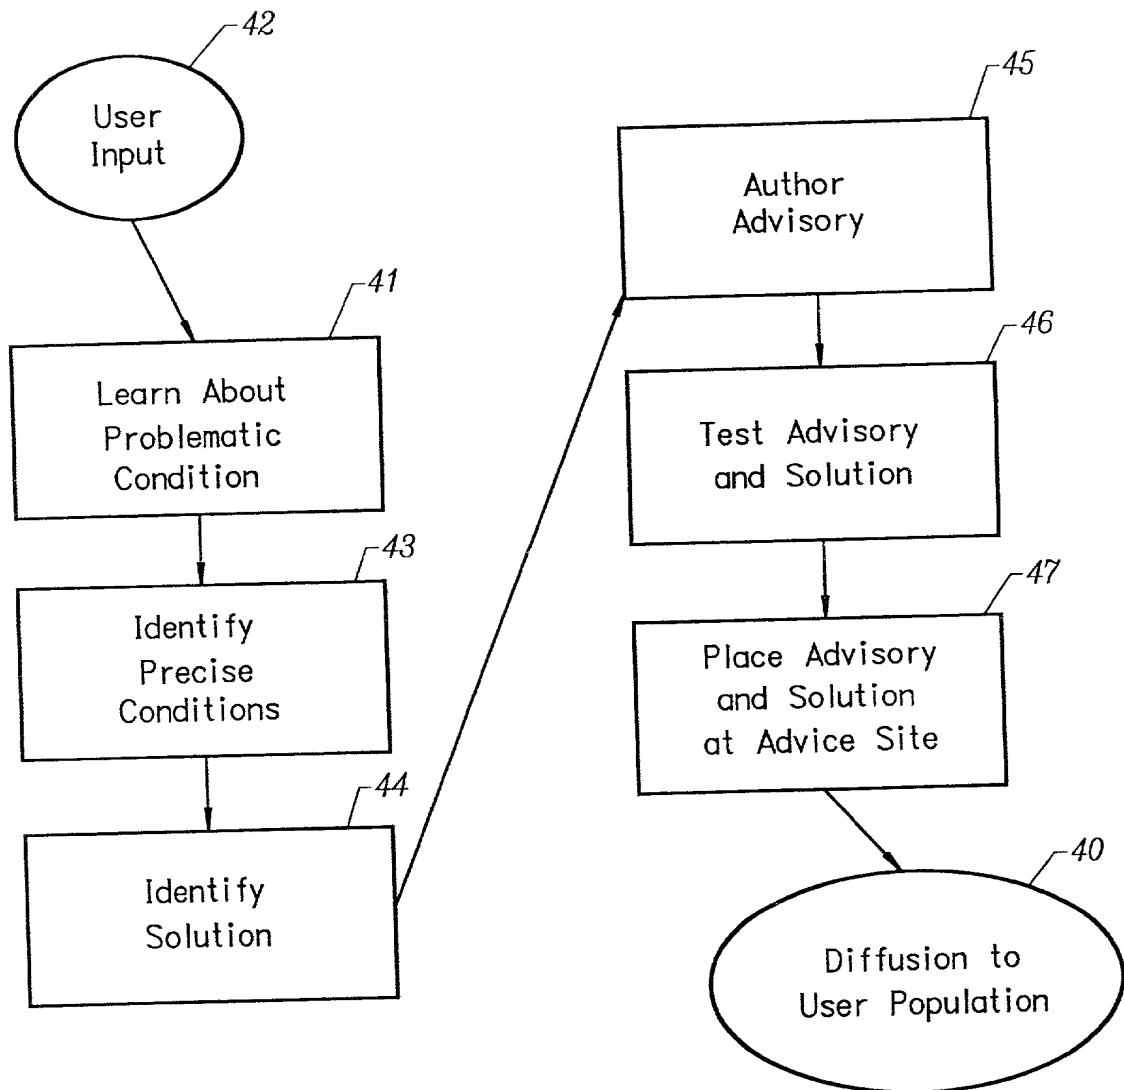 42
User
Input
41
Learn About
Problematic
Condition
43
Identify
Precise
Conditions
44
Identify
Solution
45
Author
Advisory
46
Test Advisory
and Solution
47
Place Advisory
and Solution
at Advice Site
40
Diffusion to
User Population